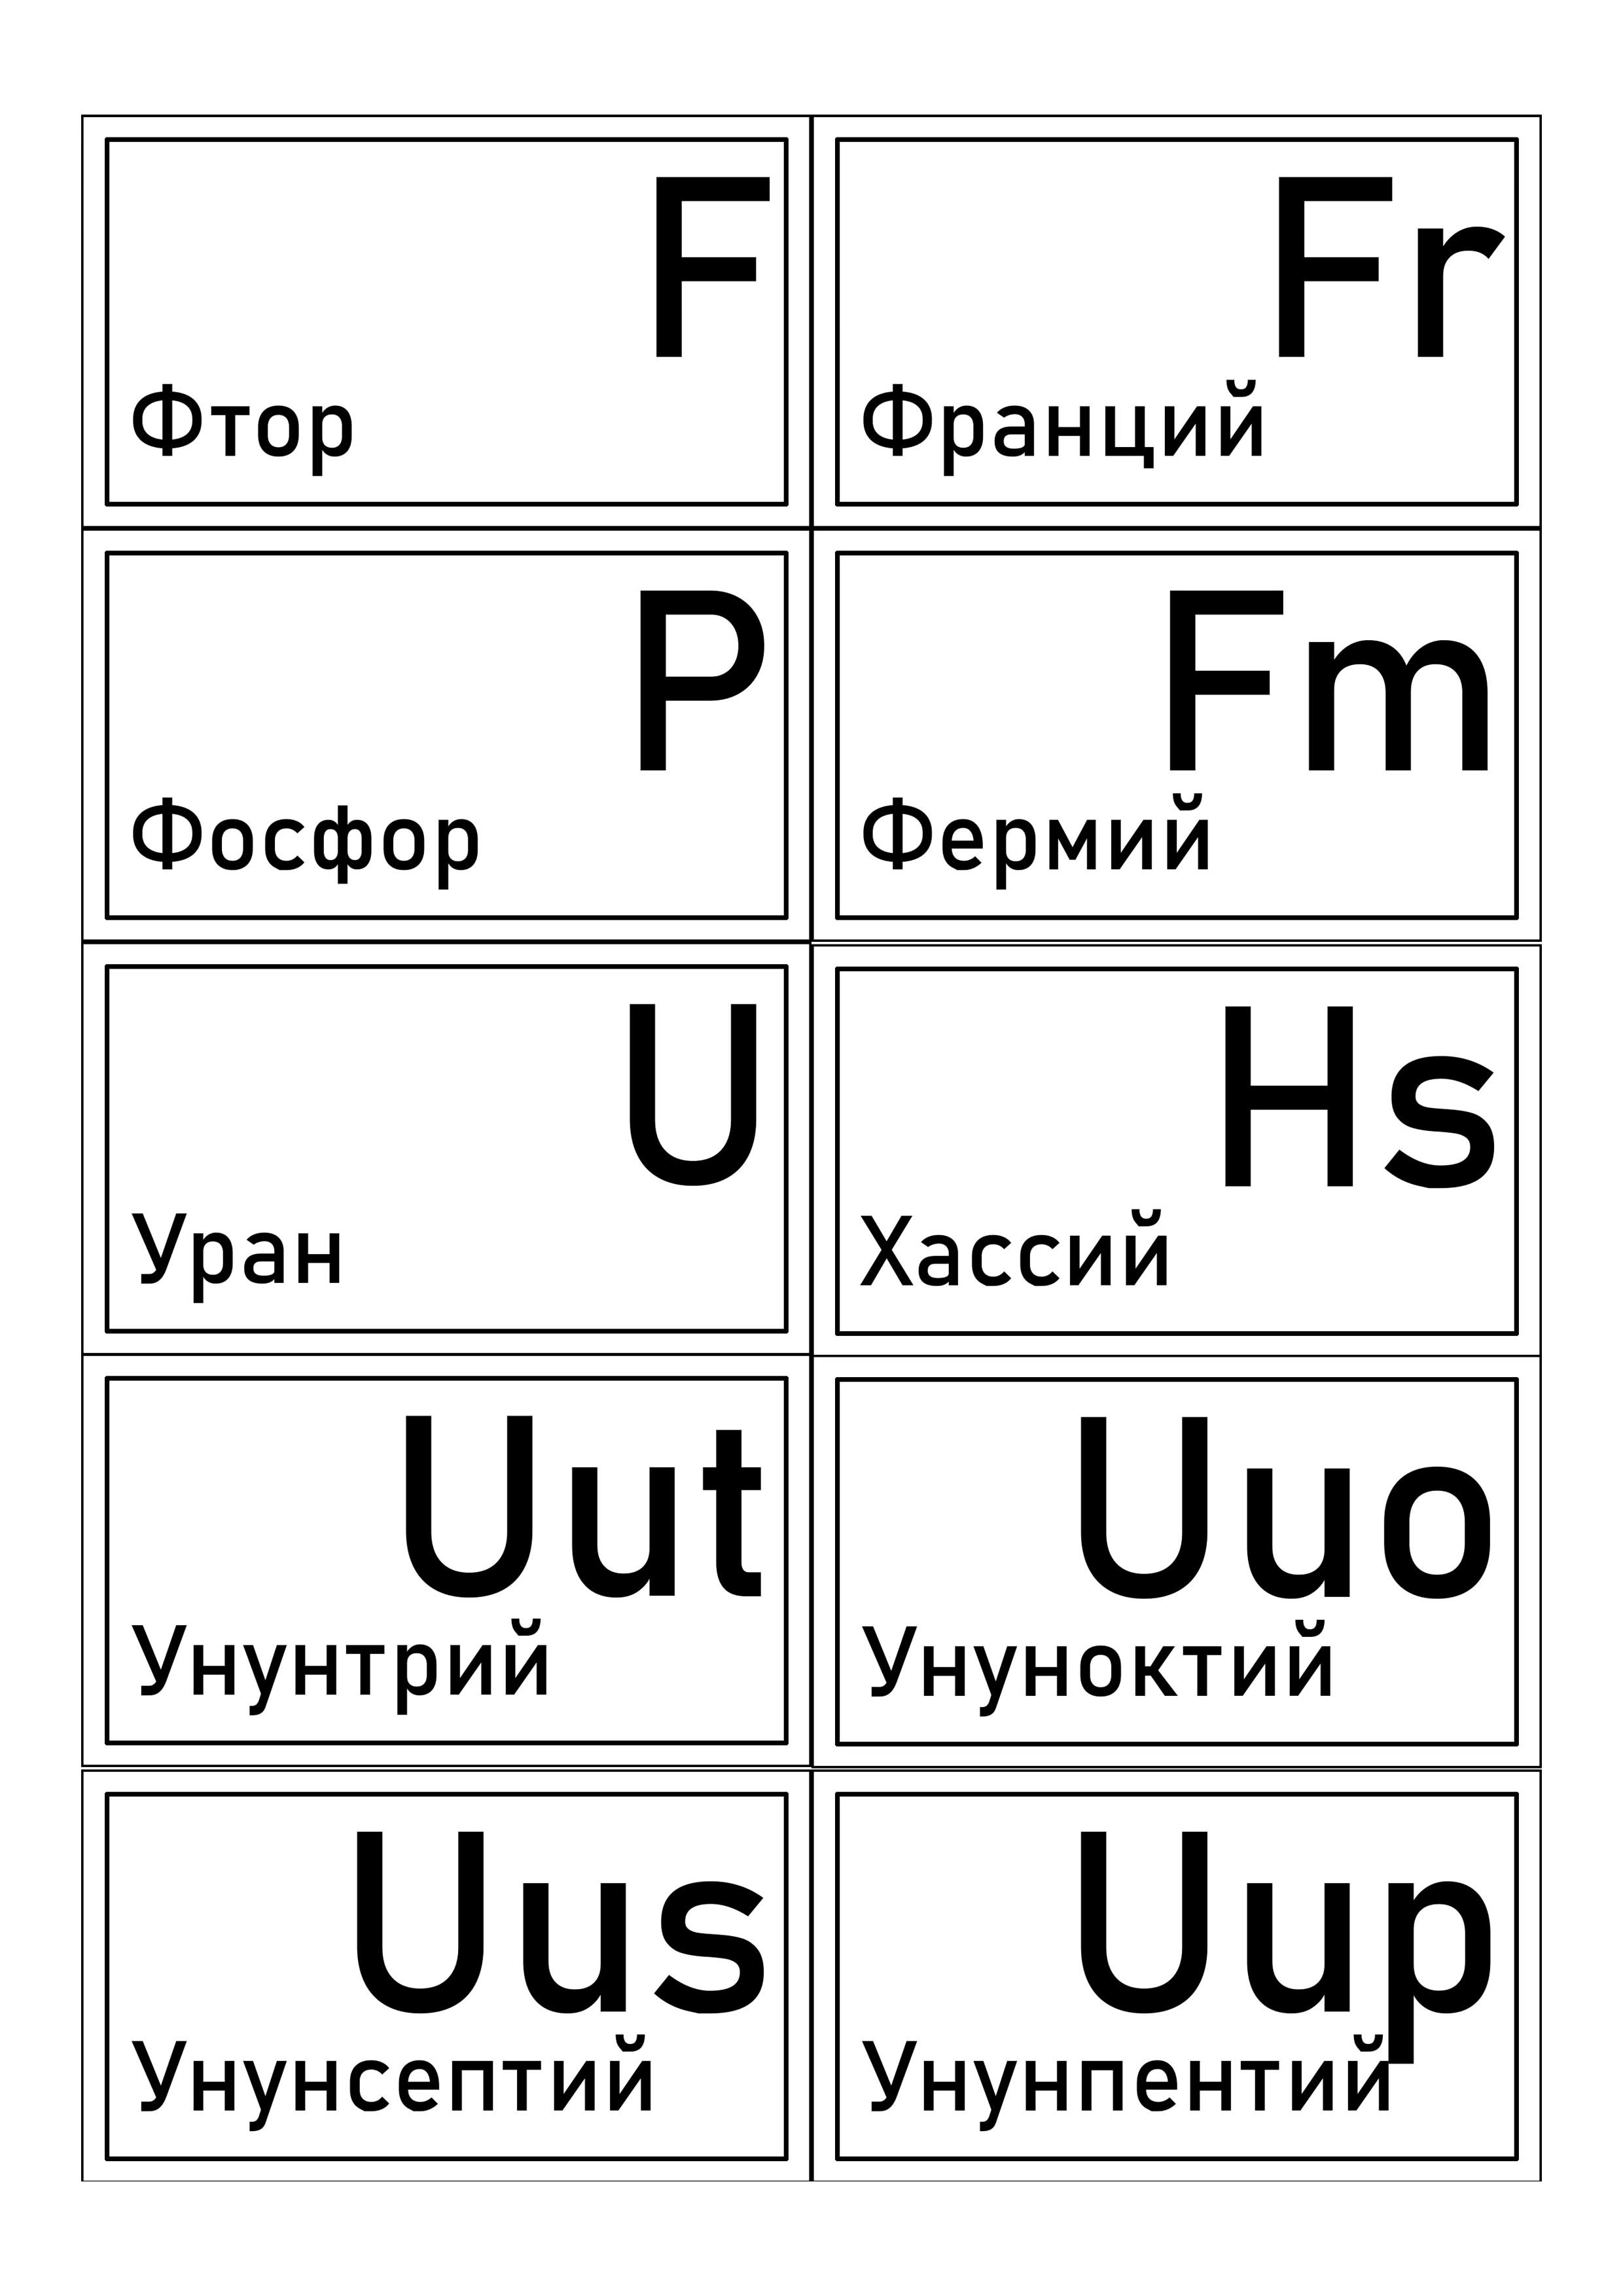 F
Фтор
Fr
Франций
P
Фосфор
Fm
Фермий
U
Уран
Hs
Хассий
Uut
Унунтрий
Uuo
Унуноктий
Uus
Унунсептий
Uup
Унунпентий